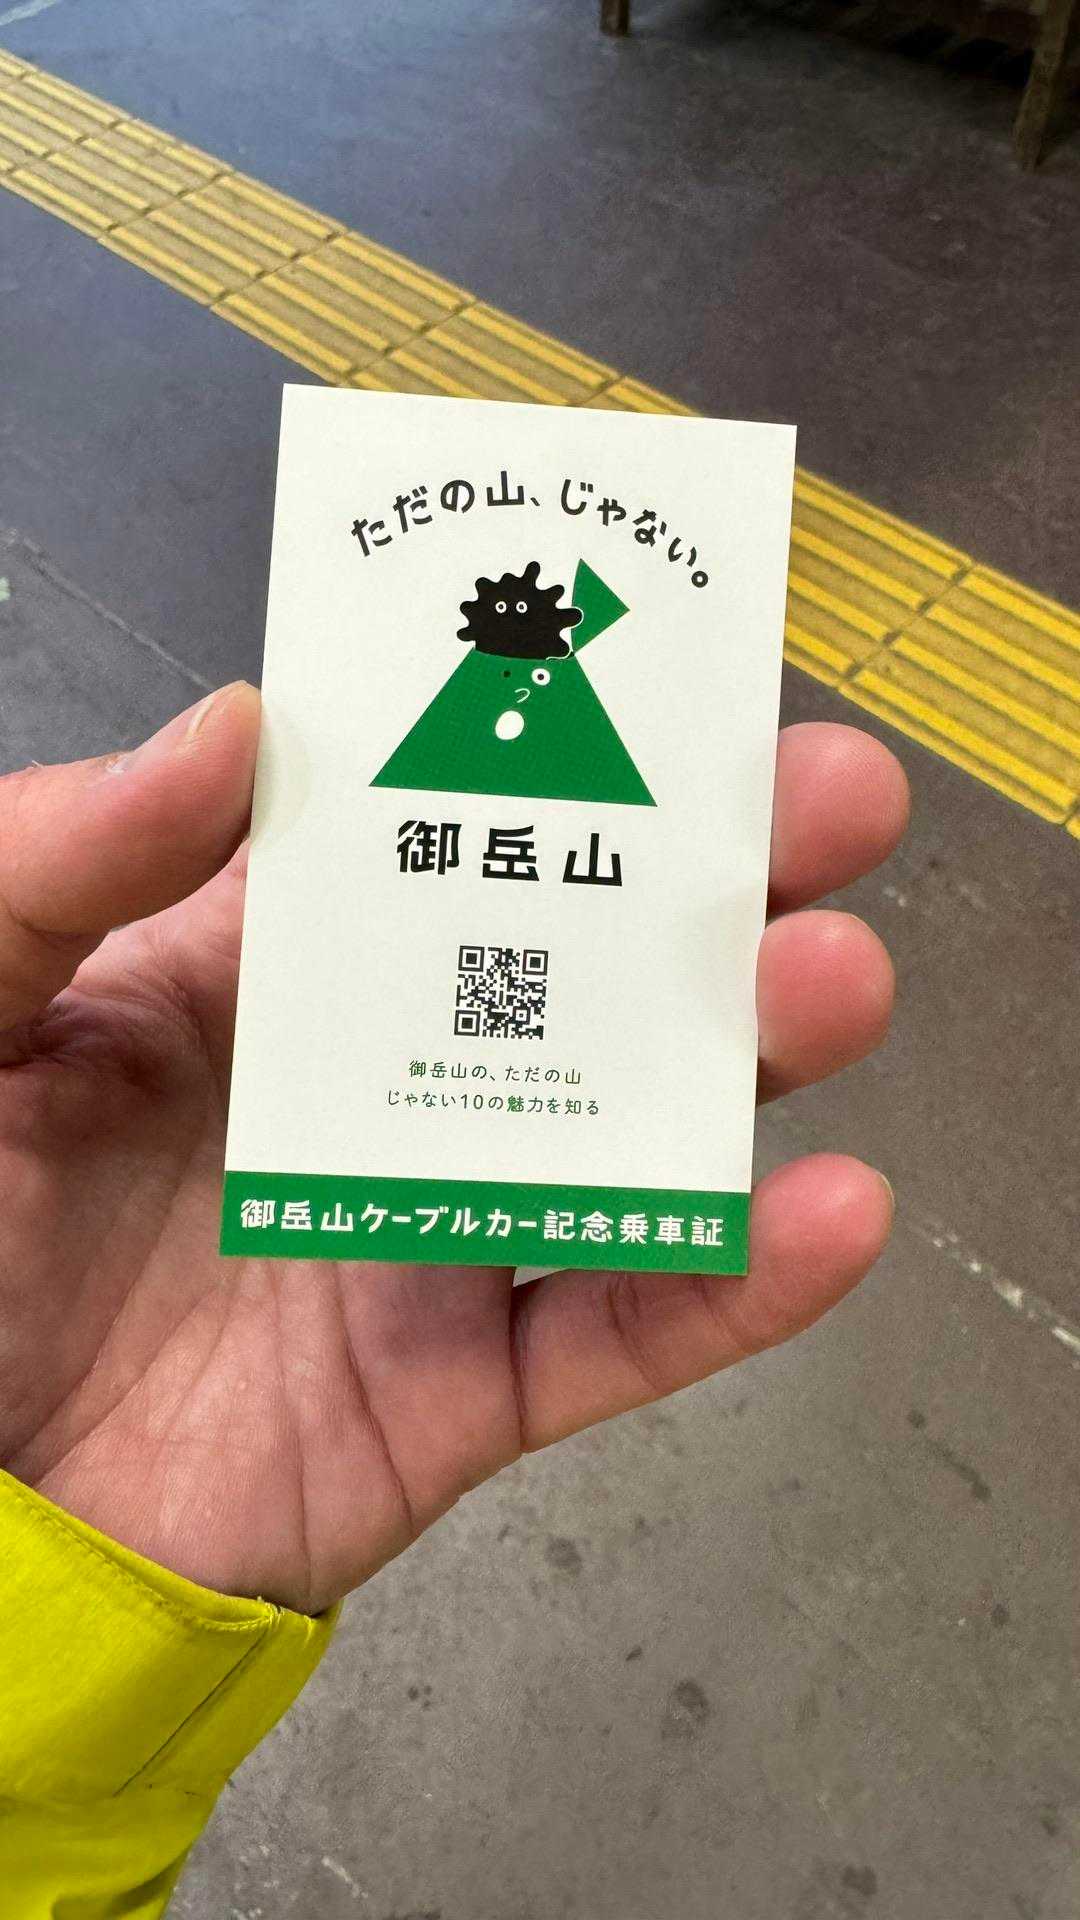 ただの山、じゃない。
御岳山
御岳山の、ただの山
じゃない10の魅力を知る
御岳山ケーブルカー記念乗車証